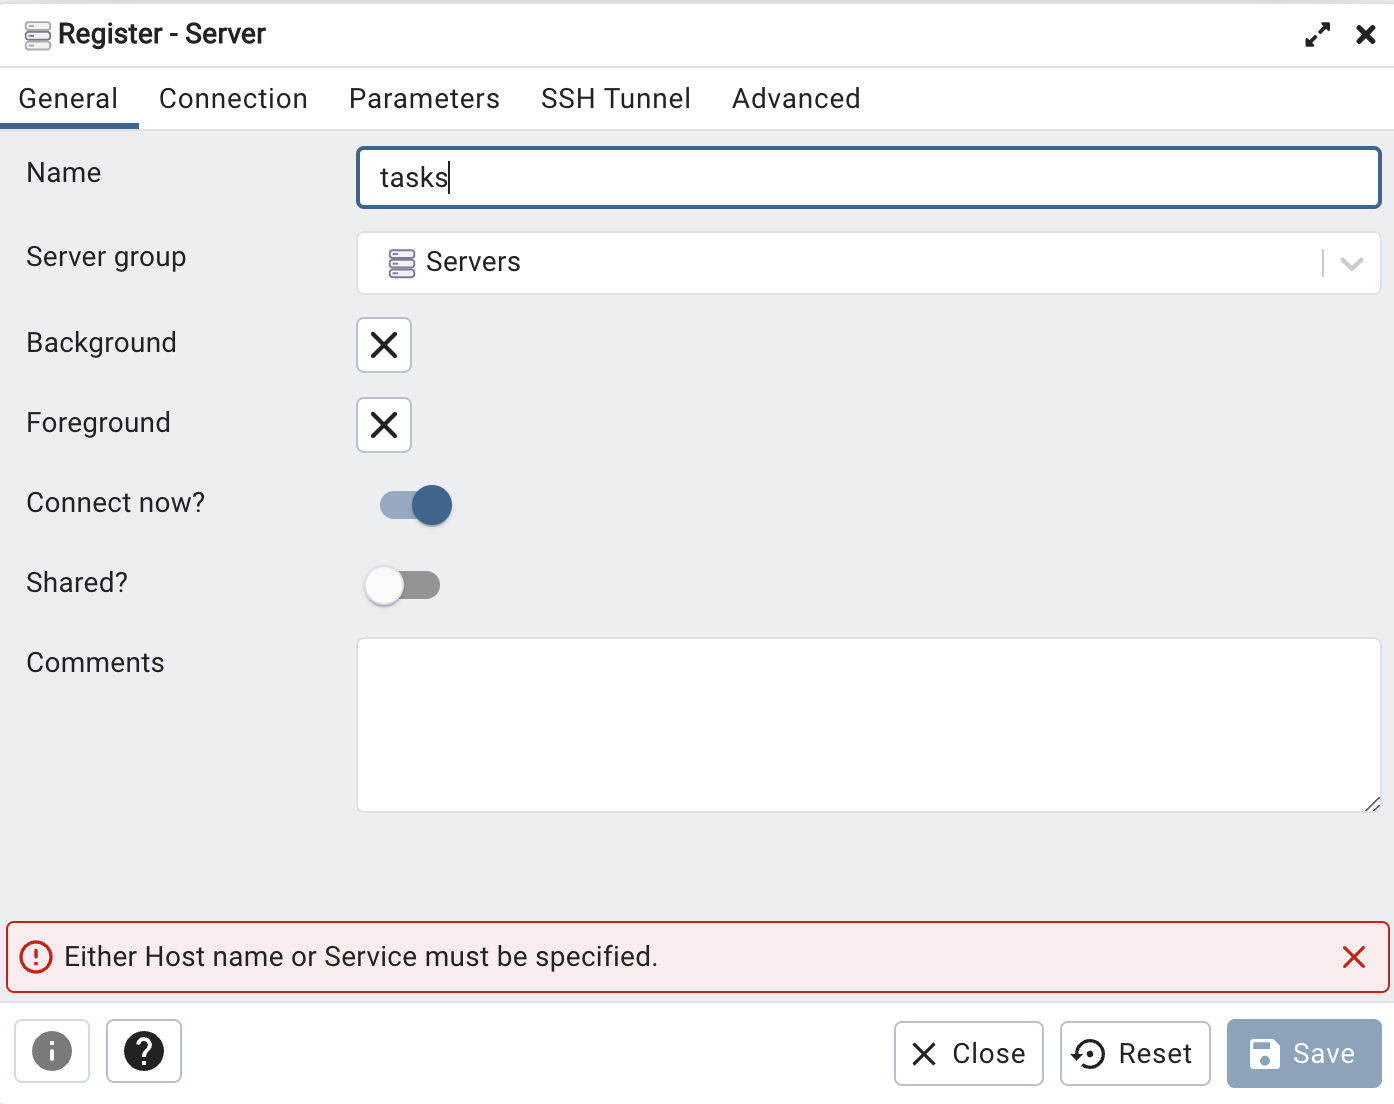 Register - Server
General Connection Parameters SSH Tunnel Advanced
Name tasks
Server group Servers
Background
Foreground
Connect now?
Shared?
Comments
Either Host name or Service must be specified.
Close Reset Save